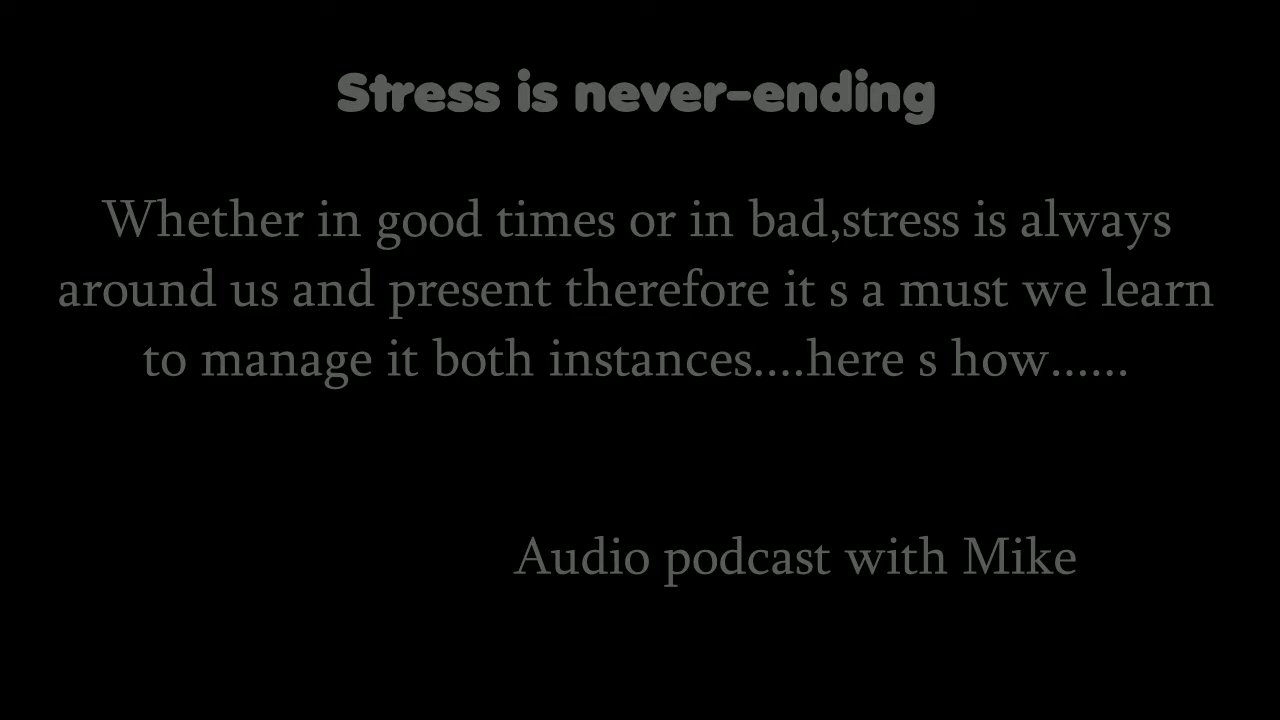 Stress is never-ending
Whether in good times or in bad,stress is always
around us and present therefore it s a must we learn
to manage it both instances....here s how......
Audio podcast with Mike